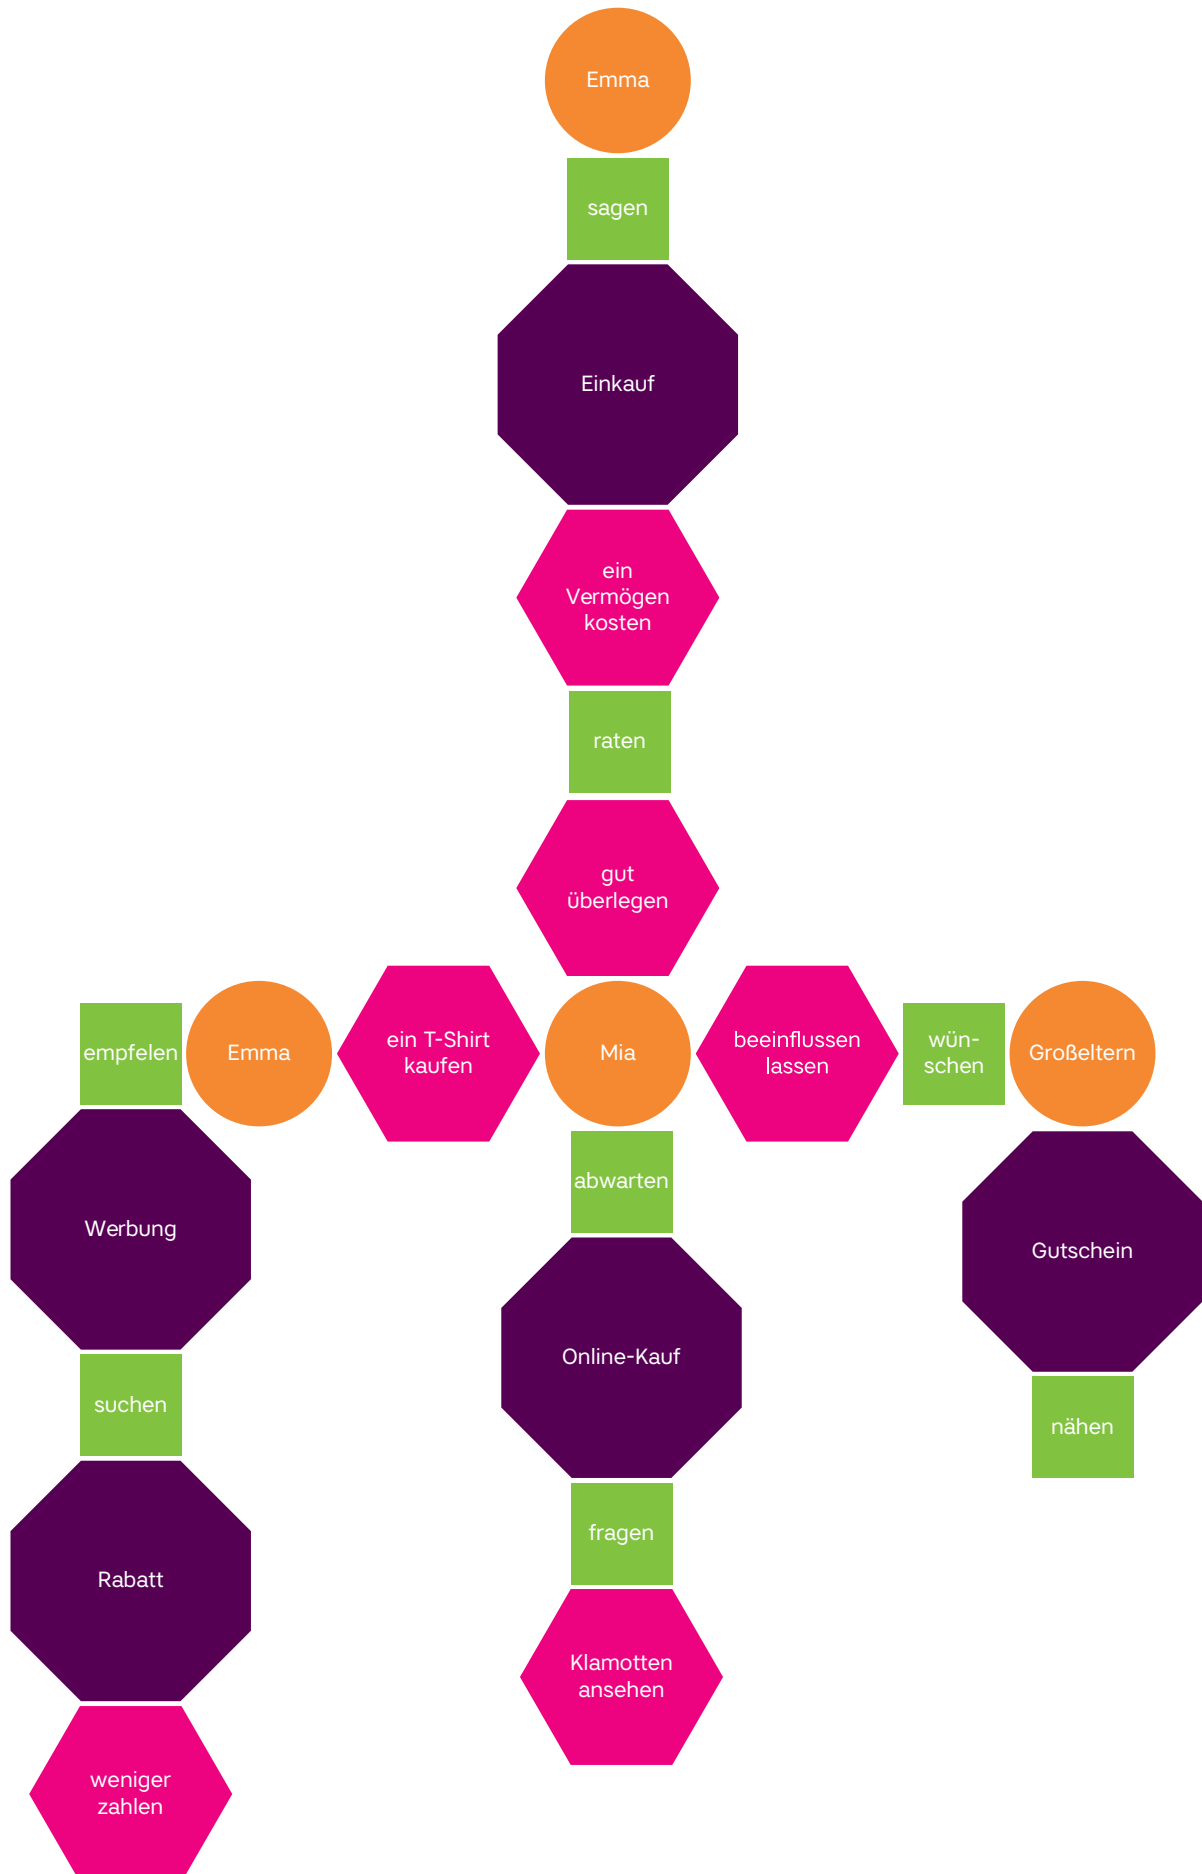 Emma
sagen
Einkauf
ein
Vermögen
kosten
raten
gut
überlegen
empfelen
Emma
ein T-Shirt
kaufen
Mia
beeinflussen
lassen
wün-
schen
Großeltern
Werbung
abwarten
Gutschein
suchen
Online-Kauf
nähen
Rabatt
fragen
Klamotten
ansehen
weniger
zahlen